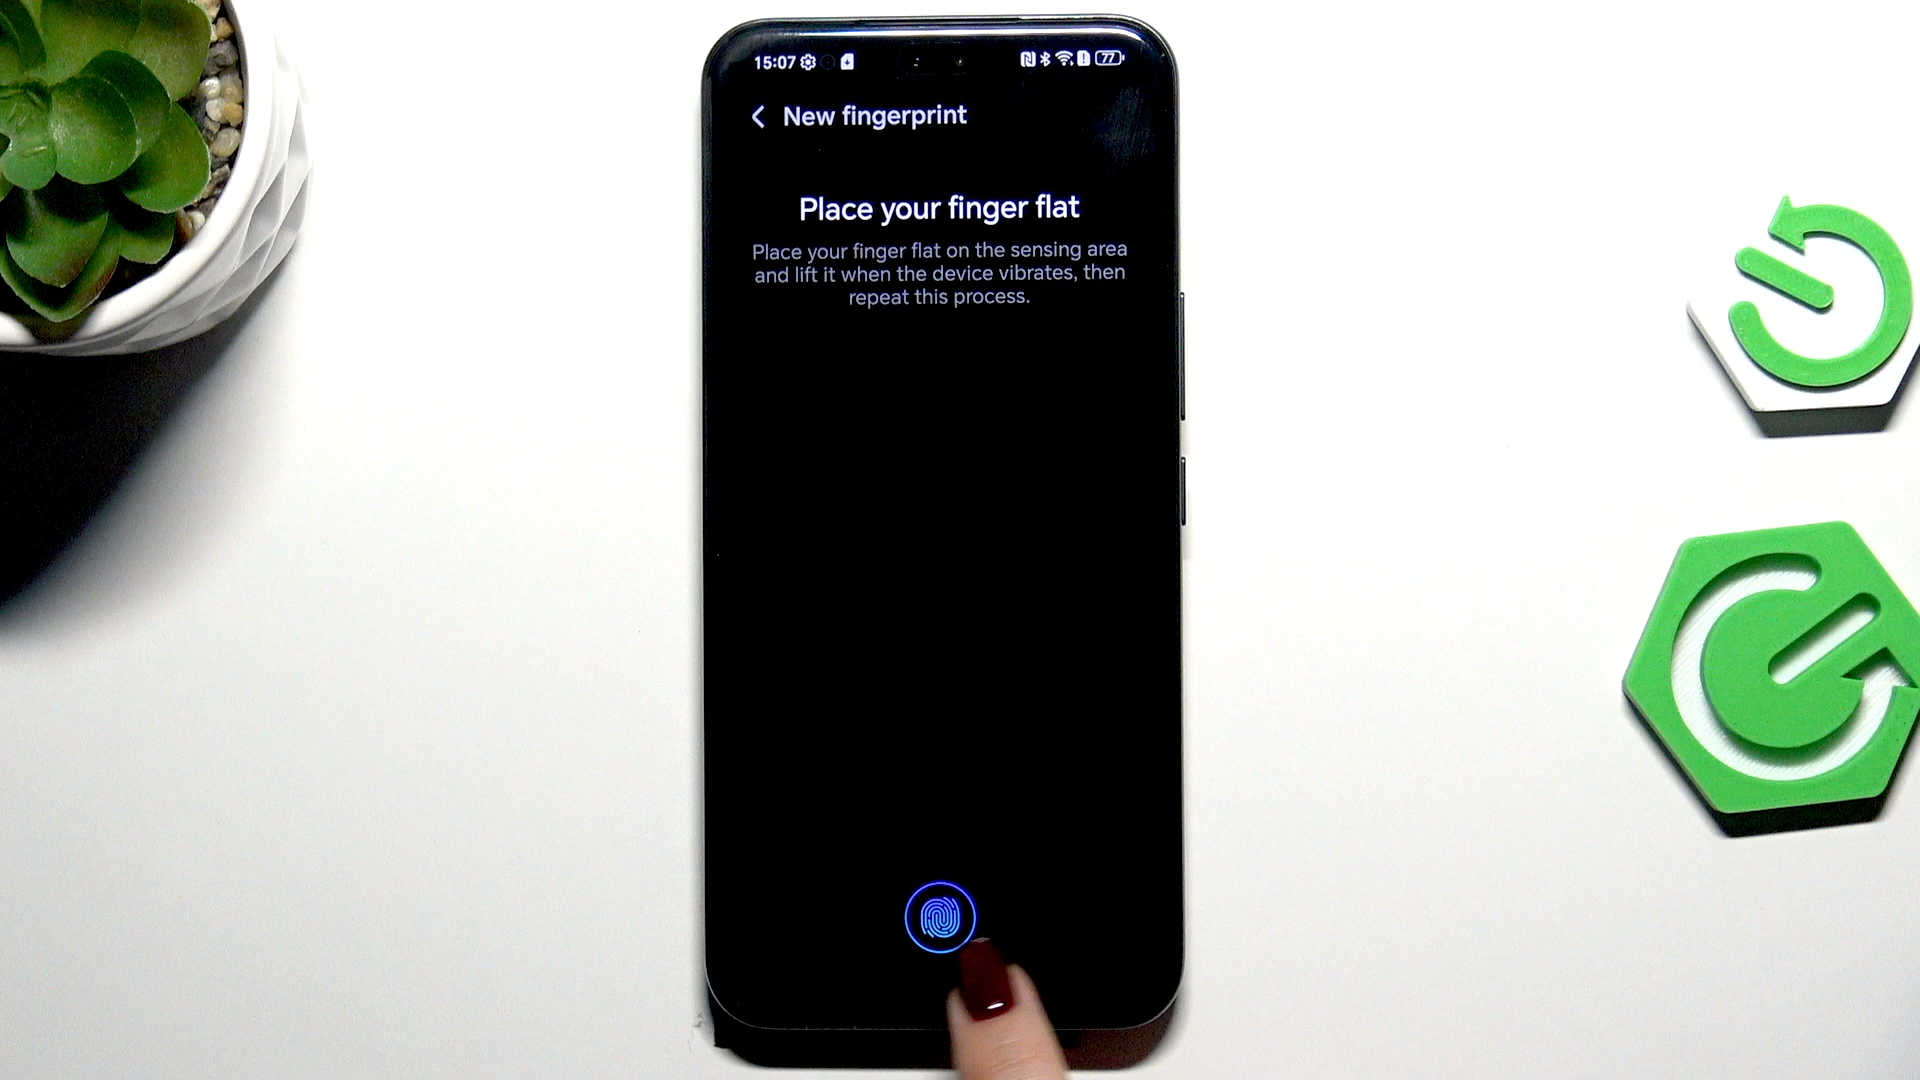 15:07
77
New fingerprint
Place your finger flat
Place your finger flat on the sensing area
and lift it when the device vibrates, then
repeat this process.